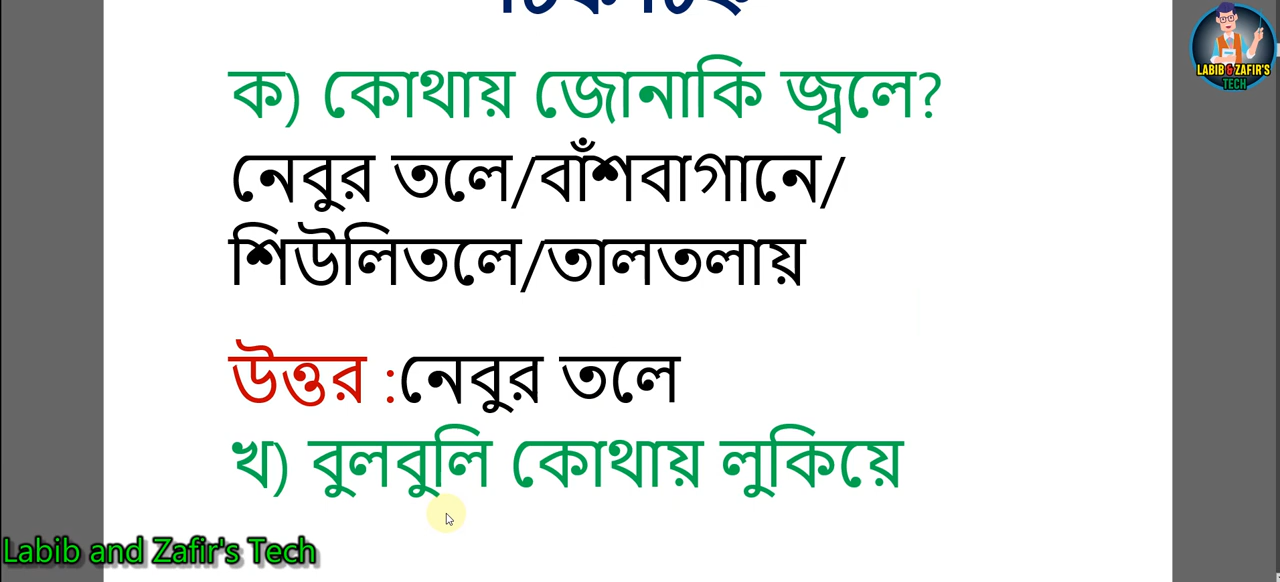 ক) কোথায় জোনাকি জ্বলে?
নেবুর তলে/বাঁশবাগানে/
শিউলিতলে/তালতলায়
উত্তর :নেবুর তলে
খ) বুলবুলি কোথায় লুকিয়ে
LABIB & ZAFIR'S
TECH
Labib and Zafir's Tech